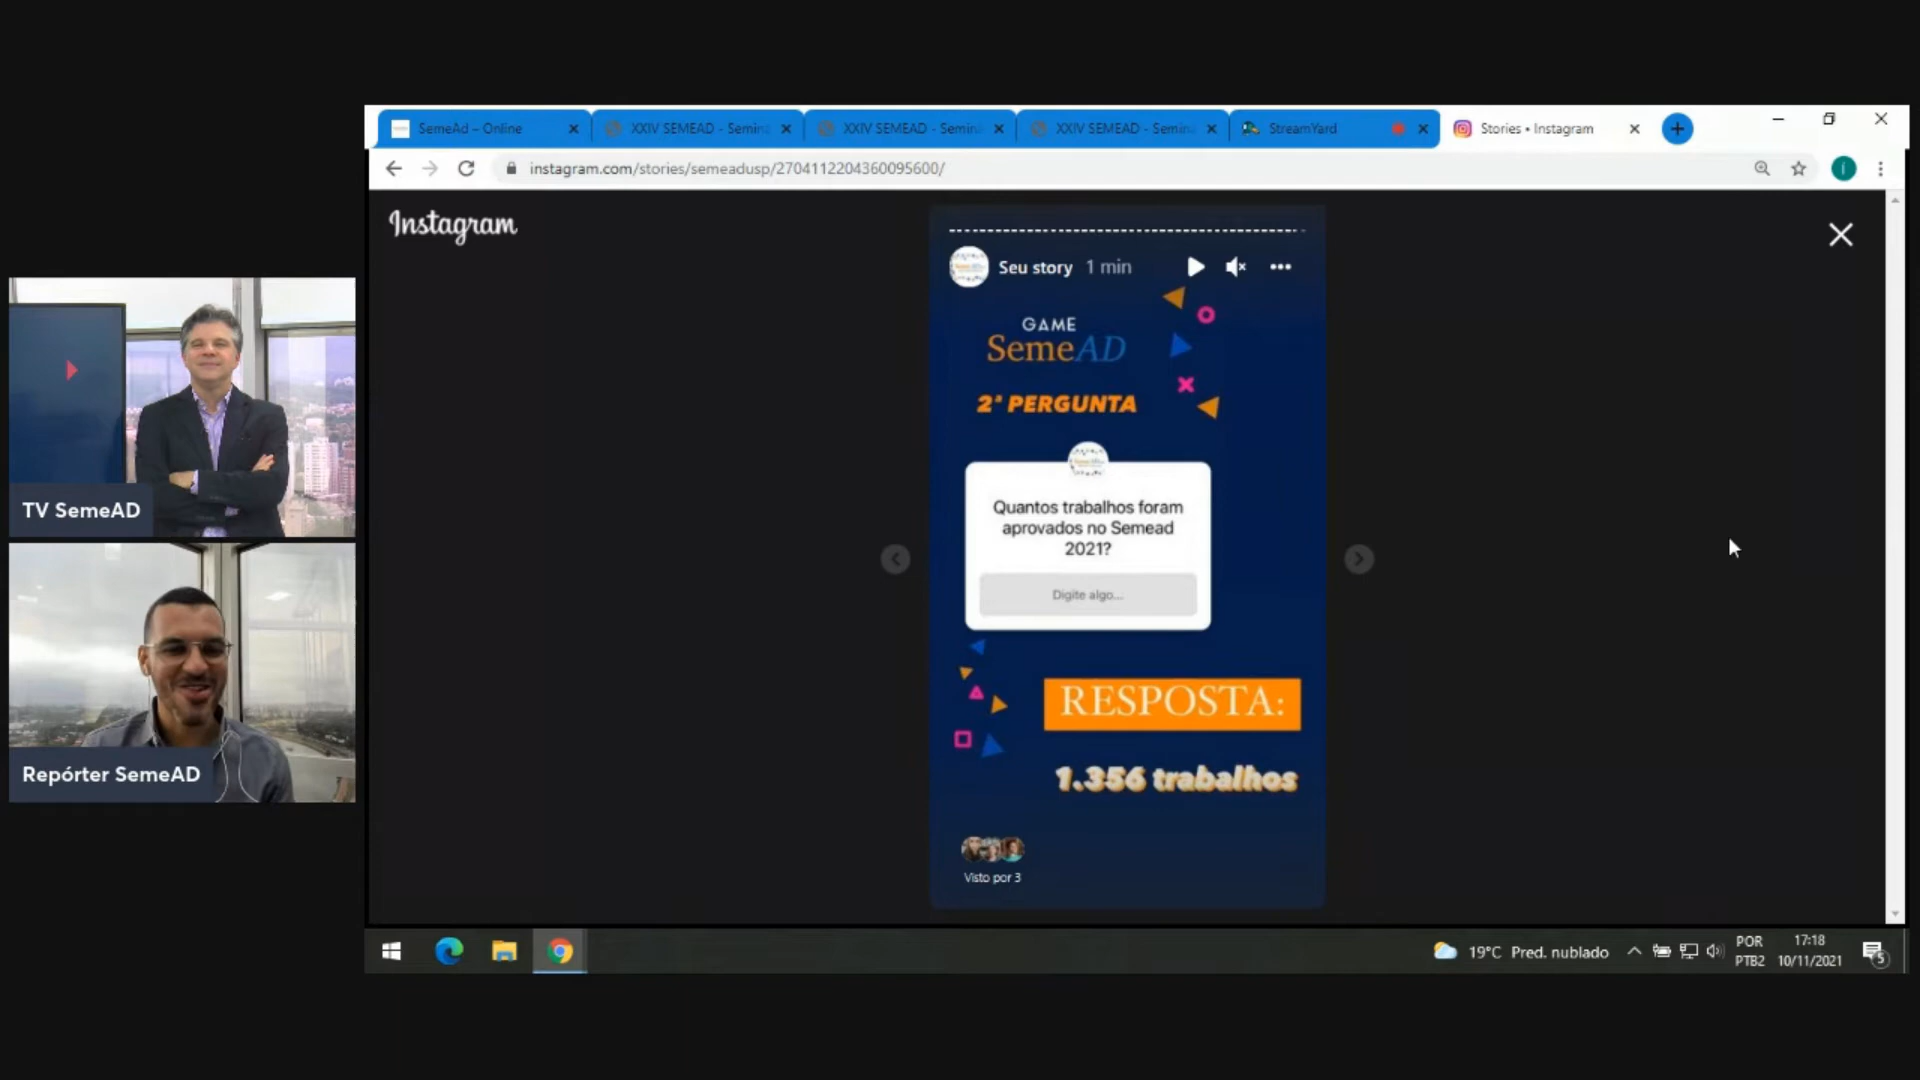 SemeAd – Online
XXIV SEMEAD - Semin
XXIV SEMEAD - Semin
XXIV SEMEAD - Semina
StreamYard
Stories • Instagram
instagram.com/stories/semeadusp/2704112204360095600/
Instagram
Seu story 1 min
GAME
SemeAD
2ª PERGUNTA
Quantos trabalhos foram
aprovados no Semead
2021?
Digite algo...
RESPOSTA:
1.356 trabalhos
Visto por 3
TV SemeAD
Repórter SemeAD
19°C Pred. nublado
POR
PTB2
17:18
10/11/2021
5